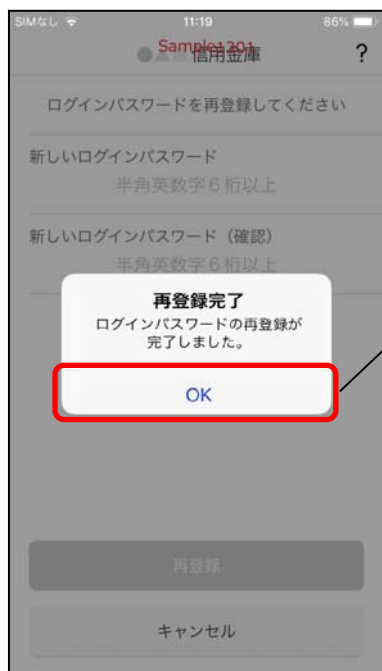 SIMなし 11:19 86%
Sample1201
信用金庫 ?
ログインパスワードを再登録してください
新しいログインパスワード
半角英数字6桁以上
新しいログインパスワード(確認)
半角英数字6桁以上
再登録完了
ログインパスワードの再登録が
完了しました。
OK
再登録
キャンセル